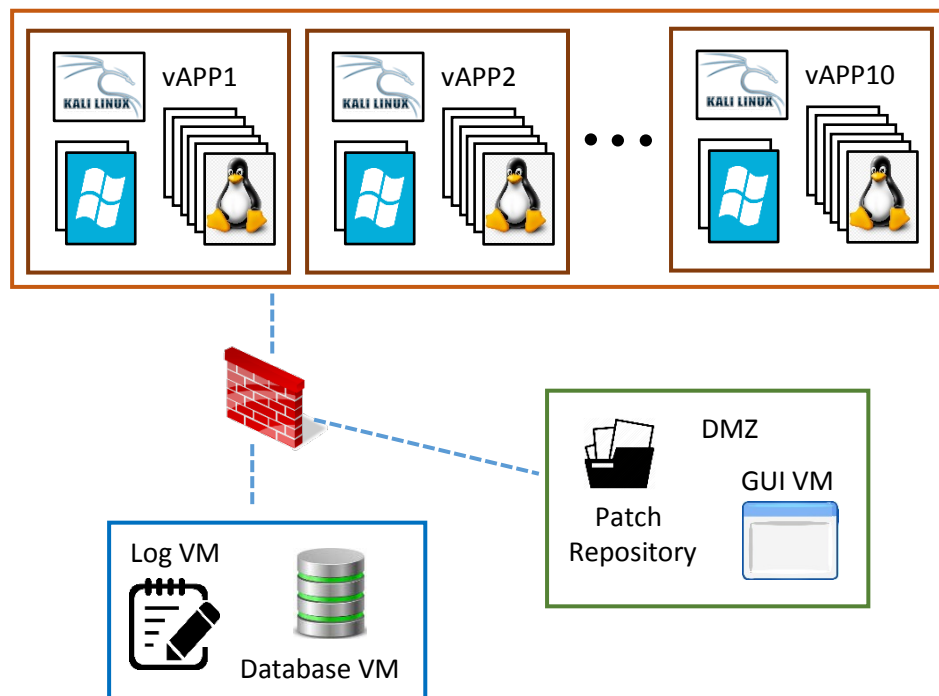 vAPP1
KALI LINUX
vAPP2
KALI LINUX
vAPP10
KALI LINUX
DMZ
GUI VM
Patch
Repository
Log VM
Database VM